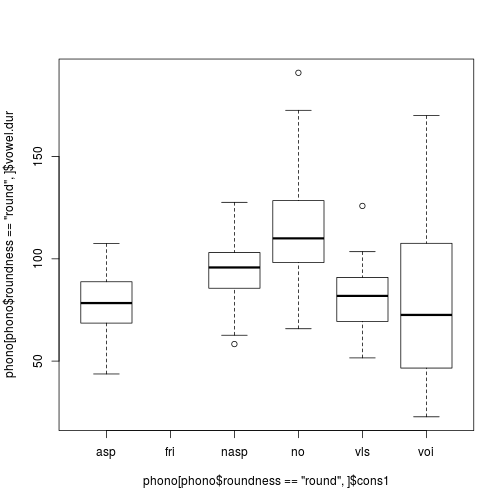 phono[phono$roundness == "round", ]$vowel.dur
150
100
50
asp fri nasp no vls voi
phono[phono$roundness == "round", ]$cons1